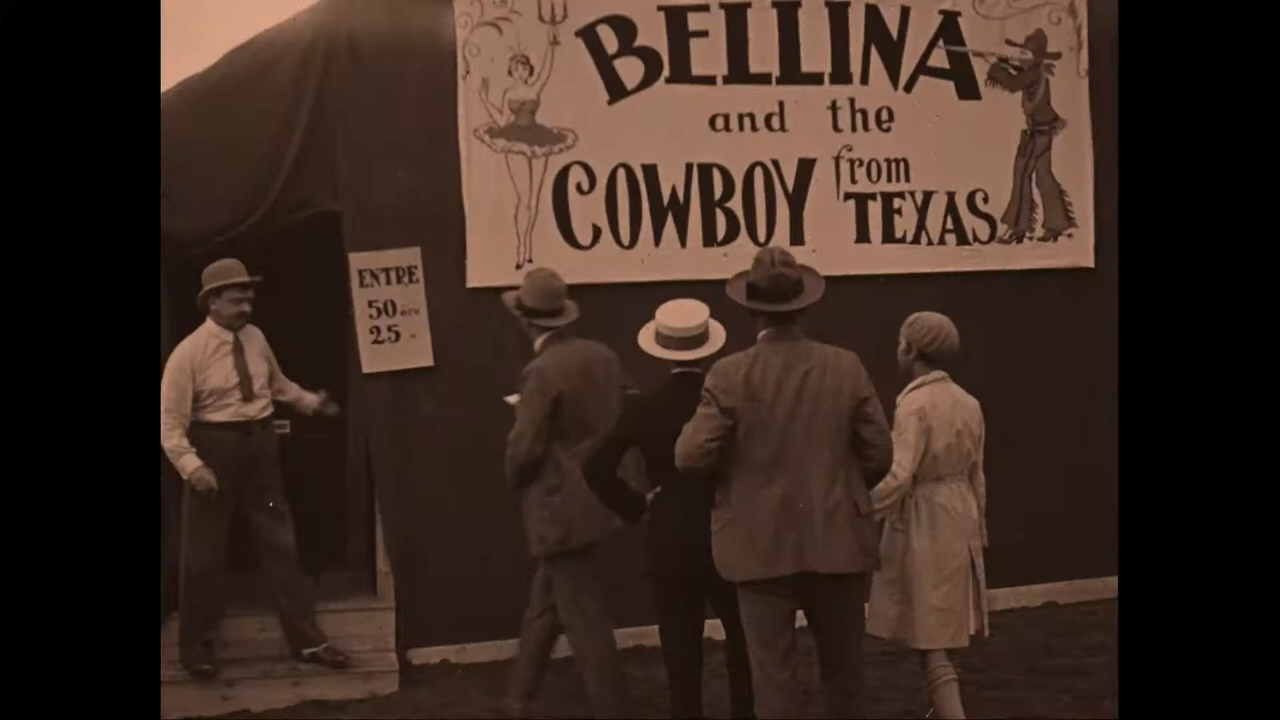 BELLINA
and the
COWBOY from
TEXAS
ENTRE
50 öre
25 "